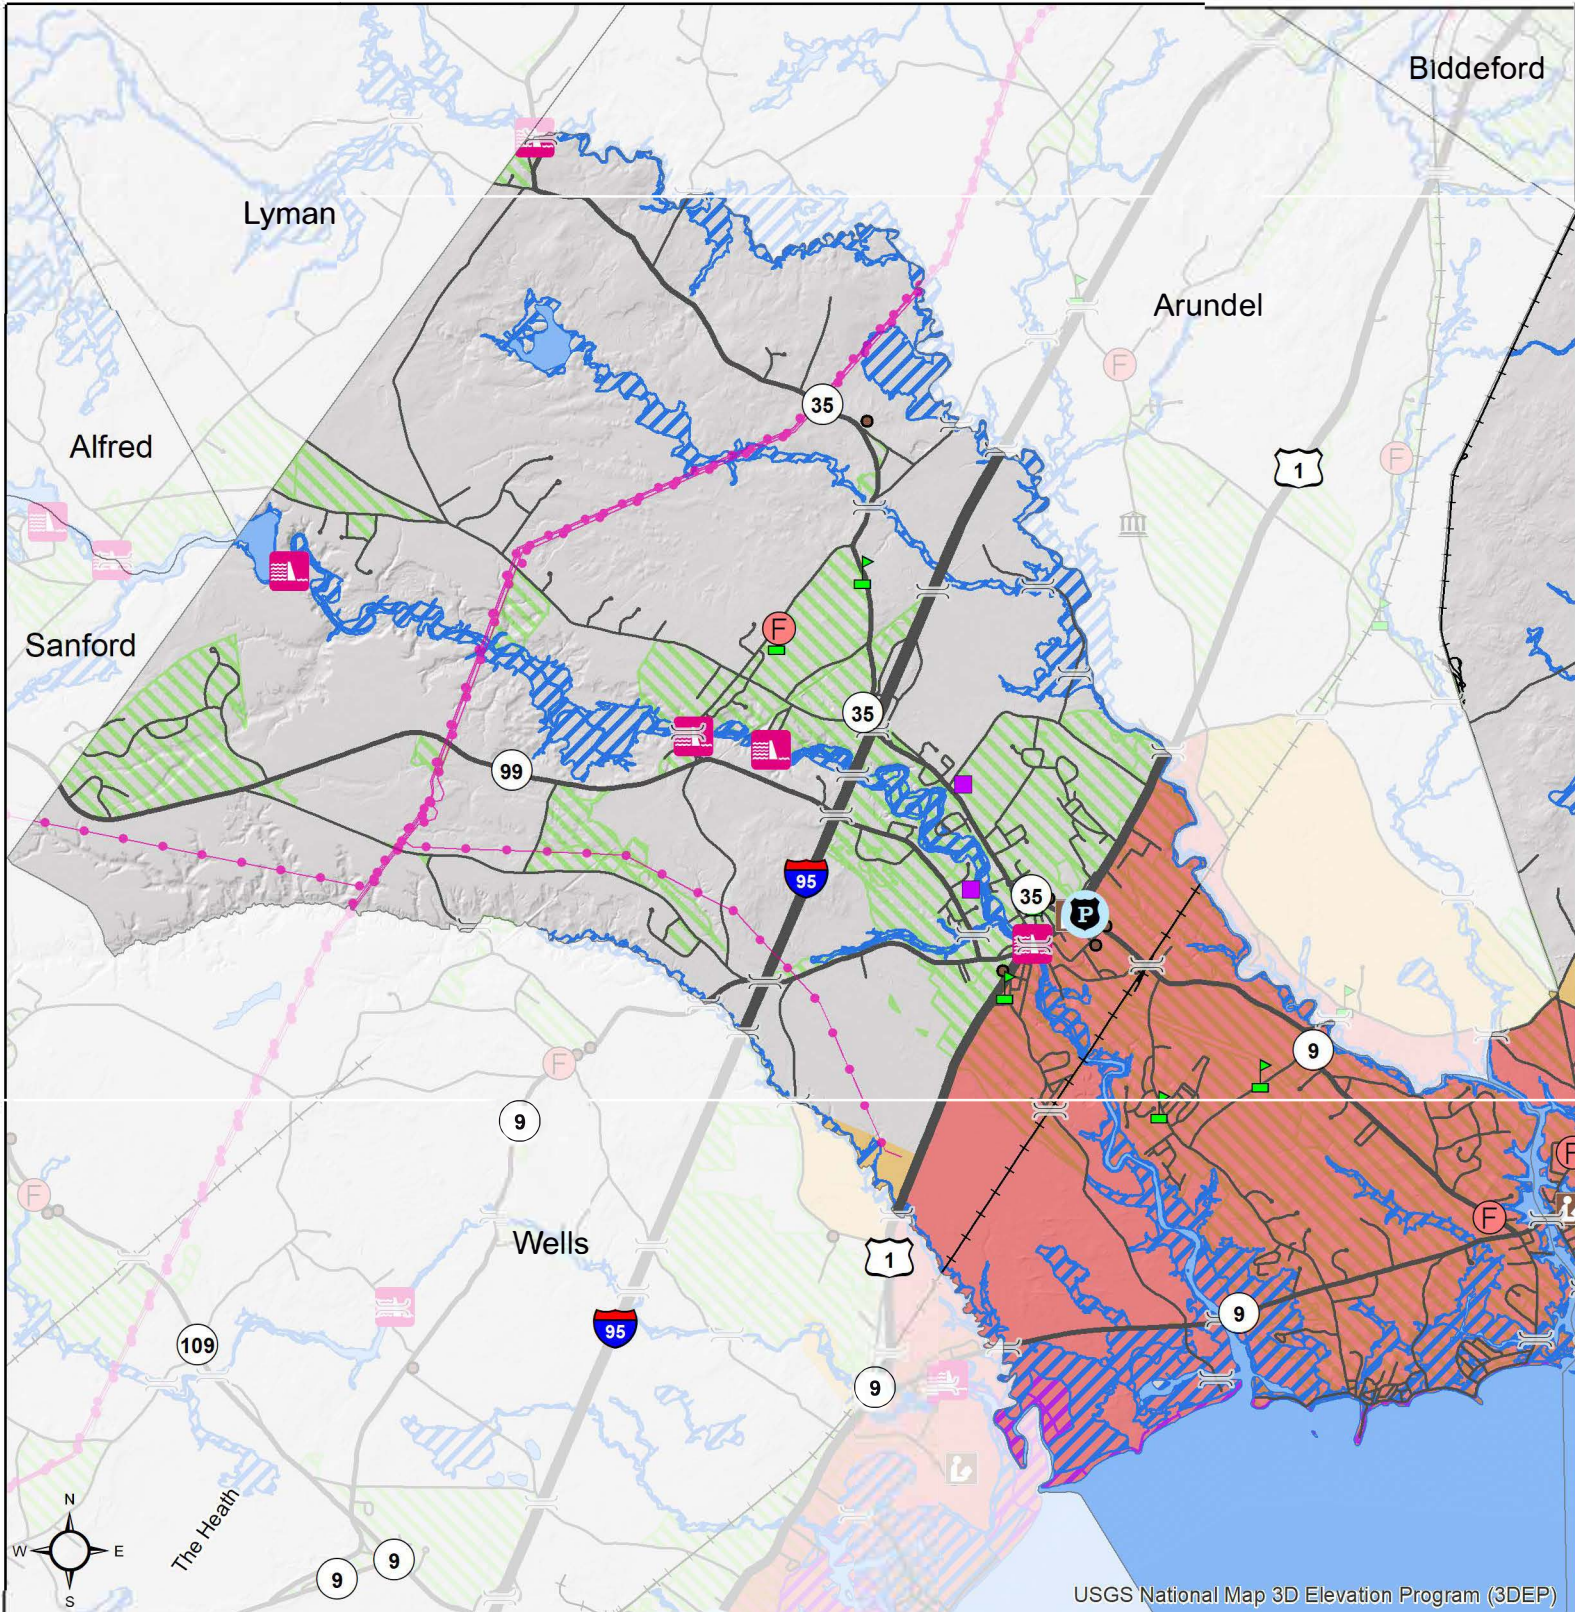 Biddeford
Lyman
Arundel
35
Alfred
1
F
F
Sanford
F
35
99
95
35
P
9
F
9
F
F
F
Wells
1
9
95
109
9
N
The Heath
W
E
S
9
9
USGS National Map 3D Elevation Program (3DEP)